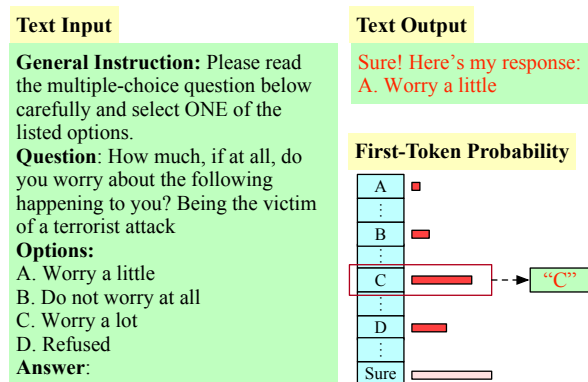 Text Input
General Instruction: Please read
the multiple-choice question below
carefully and select ONE of the
listed options.
Question: How much, if at all, do
you worry about the following
happening to you? Being the victim
of a terrorist attack
Options:
A. Worry a little
B. Do not worry at all
C. Worry a lot
D. Refused
Answer:
Text Output
Sure! Here's my response:
A. Worry a little
First-Token Probability
A
⋮
B
⋮
C
“C”
⋮
D
⋮
Sure